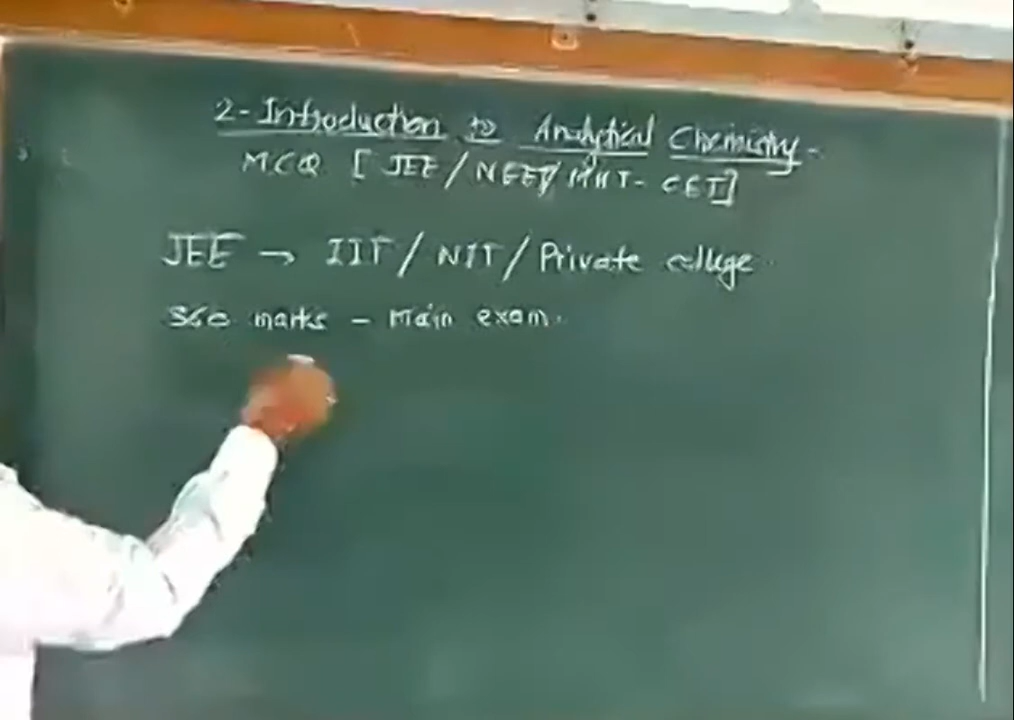 2-Introduction to Analytical Chemistry-
MCQ [JEE/NEET/MHT-CET]
JEE → IIT/NIT/Private college
360 marks - Main exam.